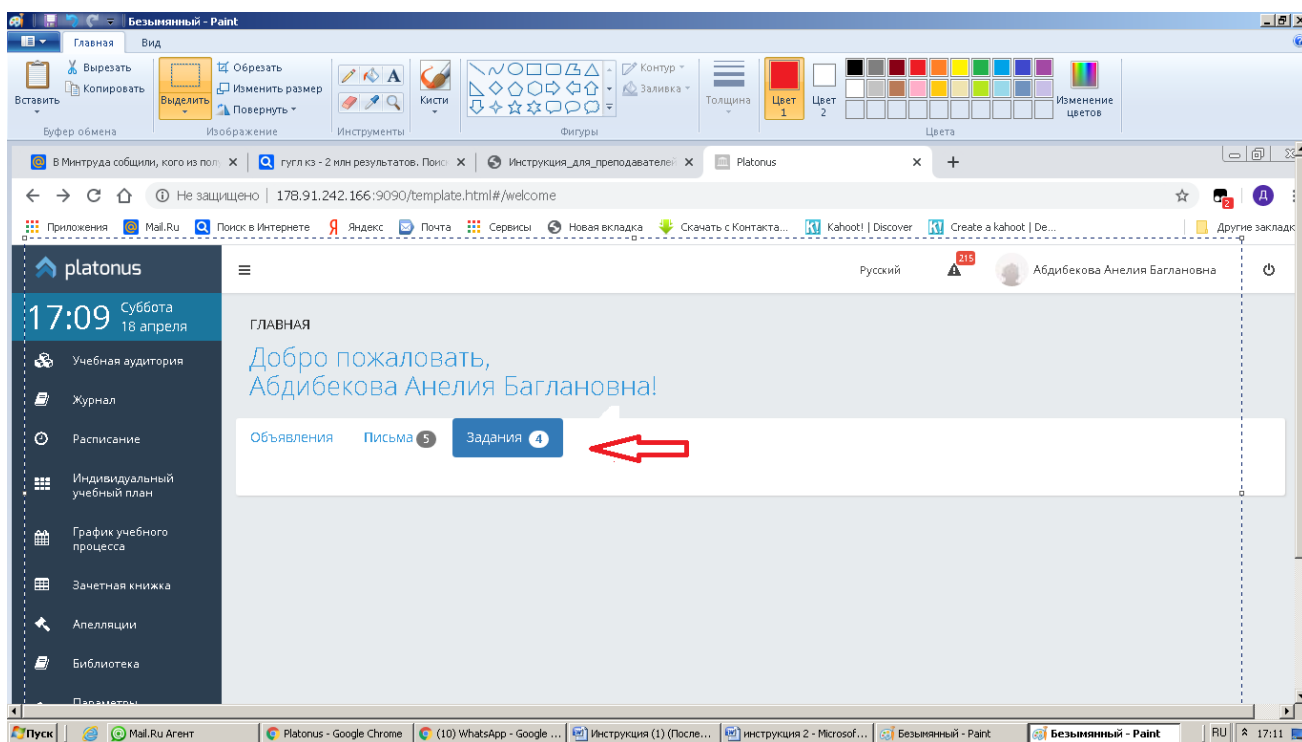 Безымянный - Paint
Главная Вид
Вставить
Вырезать
Копировать
Буфер обмена
Выделить
Обрезать
Изменить размер
Повернуть
Изображение
A
Инструменты
Кисти
Контур
Заливка
Фигуры
Толщина
Цвет 1
Цвет 2
Изменение цветов
Цвета
В Минтруда собщили, кого из пол
гугл кз - 2 млн результатов. Поис
Инструкция_для_преподавателей
Platonus
Не защищено | 178.91.242.166:9090/template.html#/welcome
2
Д
Приложения Mail.Ru Поиск в Интернете Яндекс Почта Сервисы Новая вкладка Скачать с Контакта... Kahoot! | Discover Create a kahoot | De... Другие закладк
platonus
Русский 215 Абдибекова Анелия Баглановна
17:09 Суббота
18 апреля
ГЛАВНАЯ
Добро пожаловать,
Абдибекова Анелия Баглановна!
Объявления Письма 5 Задания 4
Учебная аудитория
Журнал
Расписание
Индивидуальный
учебный план
График учебного
процесса
Зачетная книжка
Апелляции
Библиотека
Параметры
Пуск Mail.Ru Агент Platonus - Google Chrome (10) WhatsApp - Google ... Инструкция (1) (После... инструкция 2 - Microsof... Безымянный - Paint Безымянный - Paint RU 17:11